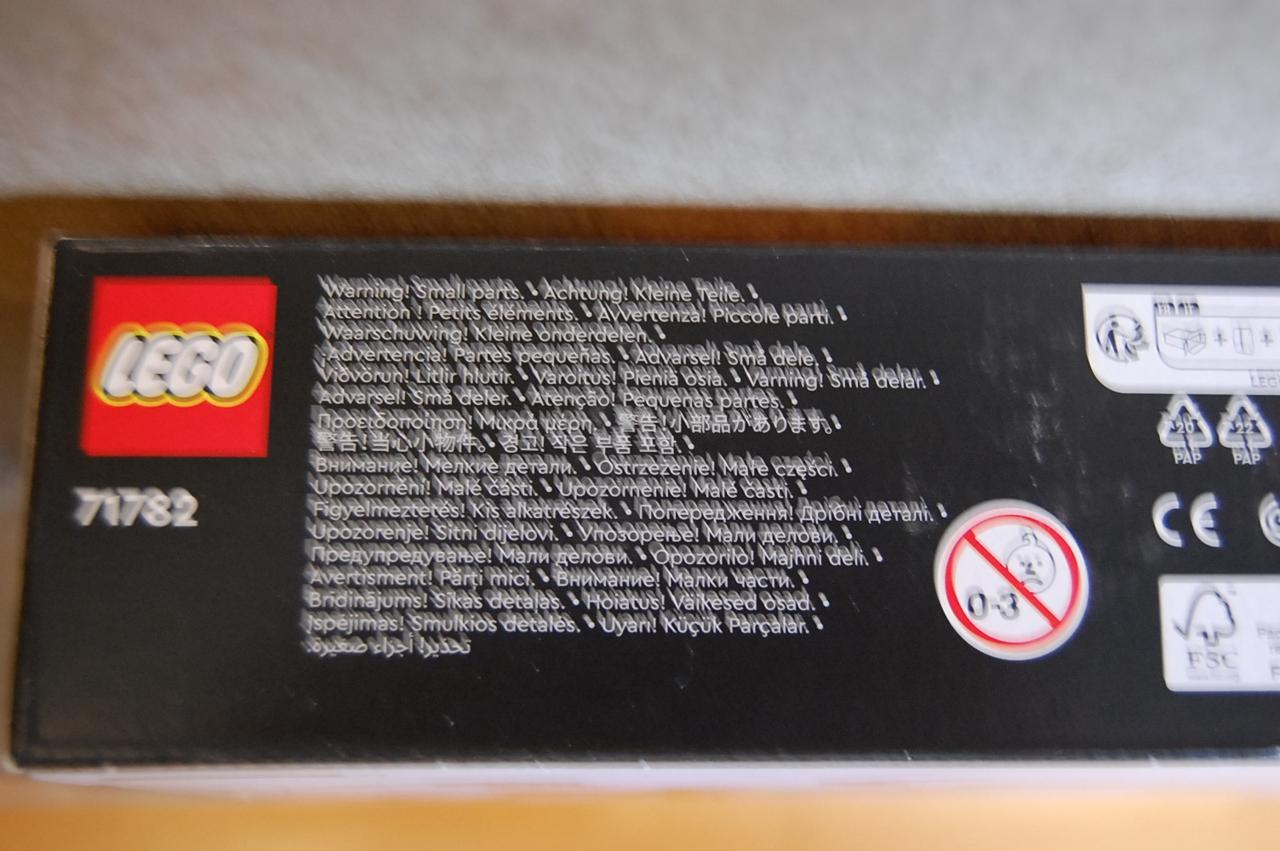 LEGO
71782
Warning! Small parts. • Achtung! Kleine Teile. •
Attention ! Petits éléments. • Avvertenza! Piccole parti. •
Waarschuwing! Kleine onderdelen. •
¡Advertencia! Partes pequeñas. • Advarsel! Små dele. •
Viðvörun! Litlir hlutir. • Varoitus! Pieniä osia. • Varning! Små delar. •
Advarsel! Små deler. • Atenção! Pequenas partes. •
Προειδοποίηση! Μικρά μέρη. • 警告!小部品があります。•
警告!当心小物件。• 경고! 작은 부품 포함. •
Внимание! Мелкие детали. • Ostrzeżenie! Małe części. •
Upozornění! Malé části. • Upozornenie! Malé časti. •
Figyelmeztetés! Kis alkatrészek. • Попередження! Дрібні деталі. •
Upozorenje! Sitni dijelovi. • Упозорење! Мали делови. •
Предупредување! Мали делови. • Opozorilo! Majhni deli. •
Avertisment! Părți mici. • Внимание! Малки части. •
Brīdinājums! Sīkas detaļas. • Hoiatus! Väikesed osad. •
Įspėjimas! Smulkios detalės. • Uyarı! Küçük Parçalar. •
تحذير! أجزاء صغيرة.
0-3
FR
+ +
LEG
20 22
PAP PAP
CE
FSC